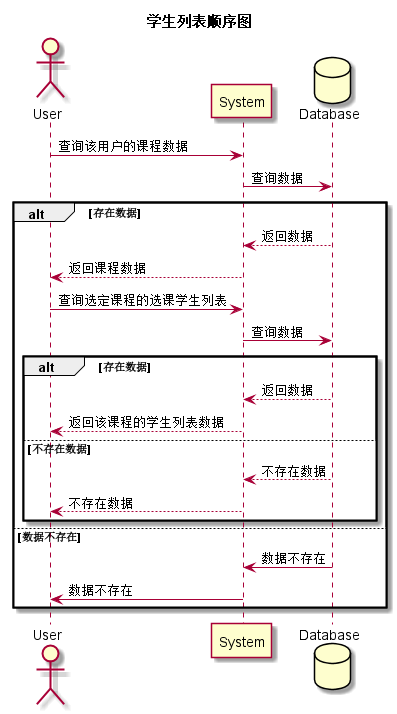 学生列表顺序图
User
System
Database
查询该用户的课程数据
查询数据
alt [存在数据]
返回数据
返回课程数据
查询选定课程的选课学生列表
查询数据
alt [存在数据]
返回数据
返回该课程的学生列表数据
[不存在数据]
不存在数据
不存在数据
[数据不存在]
数据不存在
数据不存在
User
System
Database